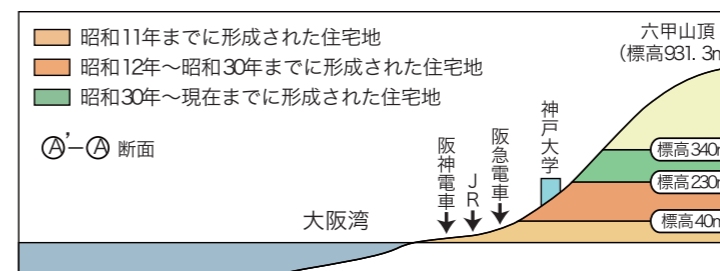 昭和11年までに形成された住宅地
昭和12年～昭和30年までに形成された住宅地
昭和30年～現在までに形成された住宅地
Ⓐ'－Ⓐ 断面
六甲山頂
(標高931.3m
神戸大学
阪急電車
JR
阪神電車
大阪湾
標高340m
標高230m
標高40m